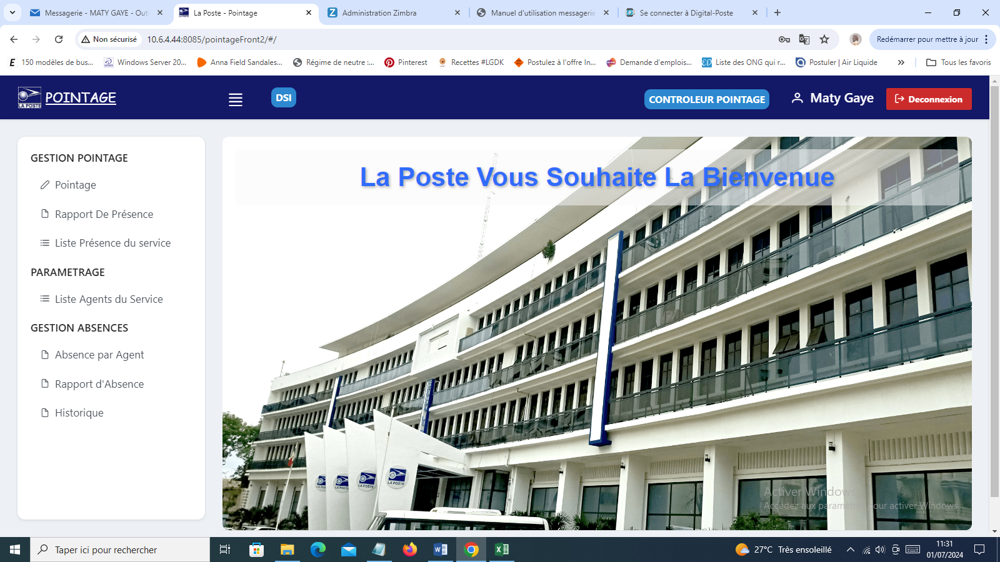 Messagerie - MATY GAYE - Out
La Poste - Pointage
Administration Zimbra
Manuel d'utilisation messagerie
Se connecter à Digital-Poste
Non sécurisé
10.6.4.44:8085/pointageFront2/#/
Redémarrer pour mettre à jour
150 modèles de bus...
Windows Server 20...
Anna Field Sandales...
Régime de neutre :...
Pinterest
Recettes #LGDK
Postulez à l'offre In...
Demande d'emplois...
Liste des ONG qui r...
Postuler | Air Liquide
Tous les favoris
LA POSTE
POINTAGE
DSI
CONTROLEUR POINTAGE
Maty Gaye
Deconnexion
GESTION POINTAGE
Pointage
Rapport De Présence
Liste Présence du service
PARAMETRAGE
Liste Agents du Service
GESTION ABSENCES
Absence par Agent
Rapport d'Absence
Historique
La Poste Vous Souhaite La Bienvenue
LA POSTE
LA POSTE
LA POSTE
LA POSTE
Activer Windows
Accédez aux paramètres pour activer Windows.
Taper ici pour rechercher
27°C Très ensoleillé
11:31
01/07/2024